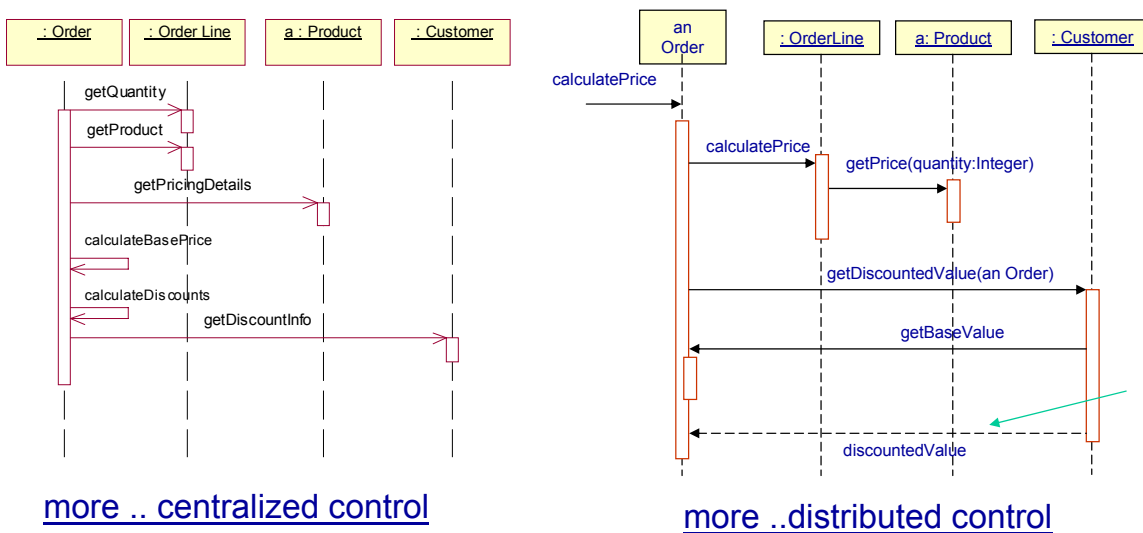 : Order
: Order Line
a : Product
: Customer
getQuantity
getProduct
getPricingDetails
calculateBasePrice
calculateDiscounts
getDiscountInfo
more .. centralized control
an
Order
: OrderLine
a: Product
: Customer
calculatePrice
calculatePrice
getPrice(quantity:Integer)
getDiscountedValue(an Order)
getBaseValue
discountedValue
more ..distributed control